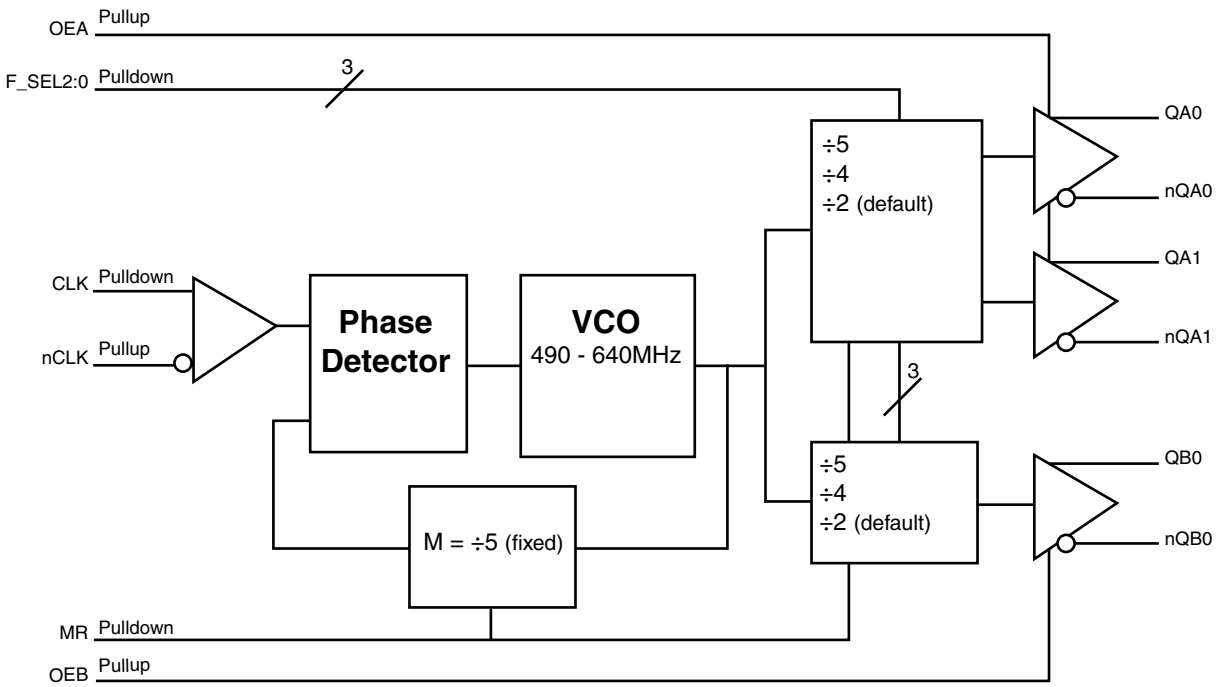 OEA Pullup
F_SEL2:0 Pulldown
3
÷5
÷4
÷2 (default)
QA0
nQA0
QA1
nQA1
CLK Pulldown
nCLK Pullup
Phase
Detector
VCO
490 - 640MHz
3
÷5
÷4
÷2 (default)
QB0
nQB0
M = ÷5 (fixed)
MR Pulldown
OEB Pullup